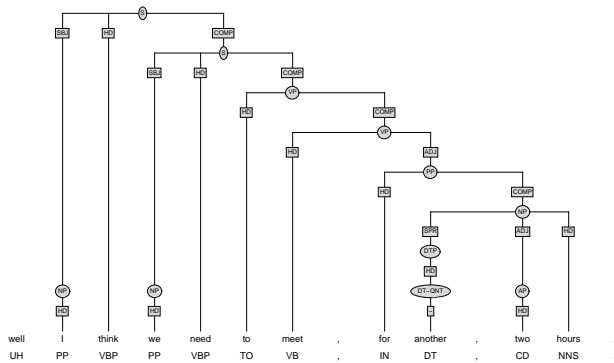 S
SBJ HD COMP
S
SBJ HD COMP
VP
HD COMP
VP
HD ADJ
PP
HD COMP
NP
SPR ADJ HD
DTP
HD
NP NP DT-QNT AP
HD HD – HD
well I think we need to meet , for another , two hours
UH PP VBP PP VBP TO VB , IN DT , CD NNS